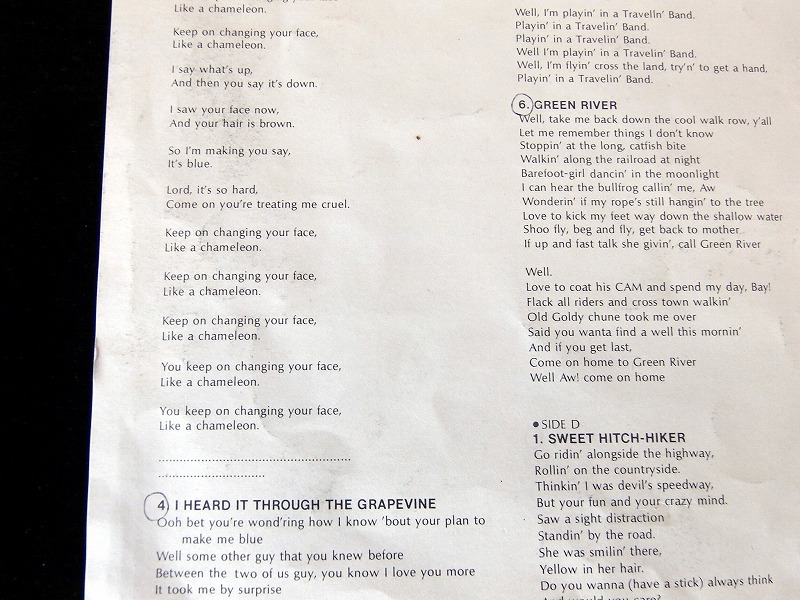 Like a chameleon.
Keep on changing your face,
Like a chameleon.
I say what's up,
And then you say it's down.
I saw your face now,
And your hair is brown.
So I'm making you say,
It's blue.
Lord, it's so hard,
Come on you're treating me cruel.
Keep on changing your face,
Like a chameleon.
Keep on changing your face,
Like a chameleon.
Keep on changing your face,
Like a chameleon.
You keep on changing your face,
Like a chameleon.
You keep on changing your face,
Like a chameleon.
4) I HEARD IT THROUGH THE GRAPEVINE
Ooh bet you're wond'ring how I know 'bout your plan to
make me blue
Well some other guy that you knew before
Between the two of us guy, you know I love you more
It took me by surprise
Well, I'm playin' in a Travelin' Band.
Playin' in a Travelin' Band.
Playin' in a Travelin' Band.
Well I'm playin' in a Travelin' Band.
Well, I'm flyin' cross the land, try'n' to get a hand,
Playin' in a Travelin' Band.
6. GREEN RIVER
Well, take me back down the cool walk row, y'all
Let me remember things I don't know
Stoppin' at the long, catfish bite
Walkin' along the railroad at night
Barefoot-girl dancin' in the moonlight
I can hear the bullfrog callin' me, Aw
Wonderin' if my rope's still hangin' to the tree
Love to kick my feet way down the shallow water
Shoo fly, beg and fly, get back to mother
If up and fast talk she givin', call Green River
Well.
Love to coat his CAM and spend my day, Bay!
Flack all riders and cross town walkin'
Old Goldy chune took me over
Said you wanta find a well this mornin'
And if you get last,
Come on home to Green River
Well Aw! come on home
●SIDE D
1. SWEET HITCH-HIKER
Go ridin' alongside the highway,
Rollin' on the countryside.
Thinkin' I was devil's speedway,
But your fun and your crazy mind.
Saw a sight distraction
Standin' by the road.
She was smilin' there,
Yellow in her hair.
Do you wanna (have a stick) always think